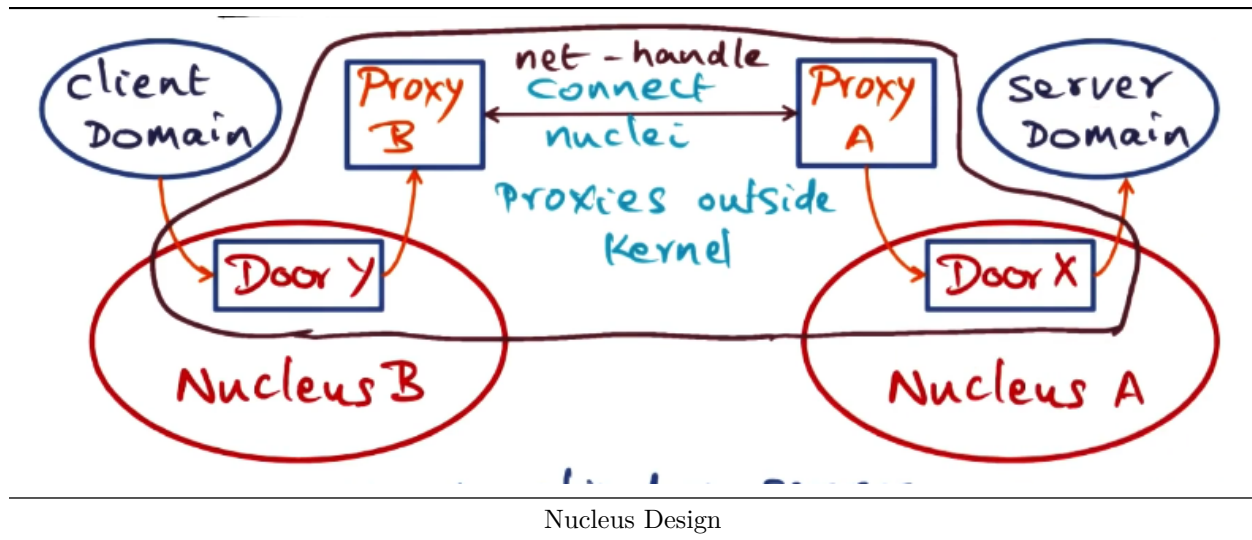 client
Domain
Proxy
B
net-handle
Connect
nuclei
Proxy
A
server
Domain
Proxies outside
Kernel
Door Y
Door X
Nucleus B
Nucleus A
Nucleus Design